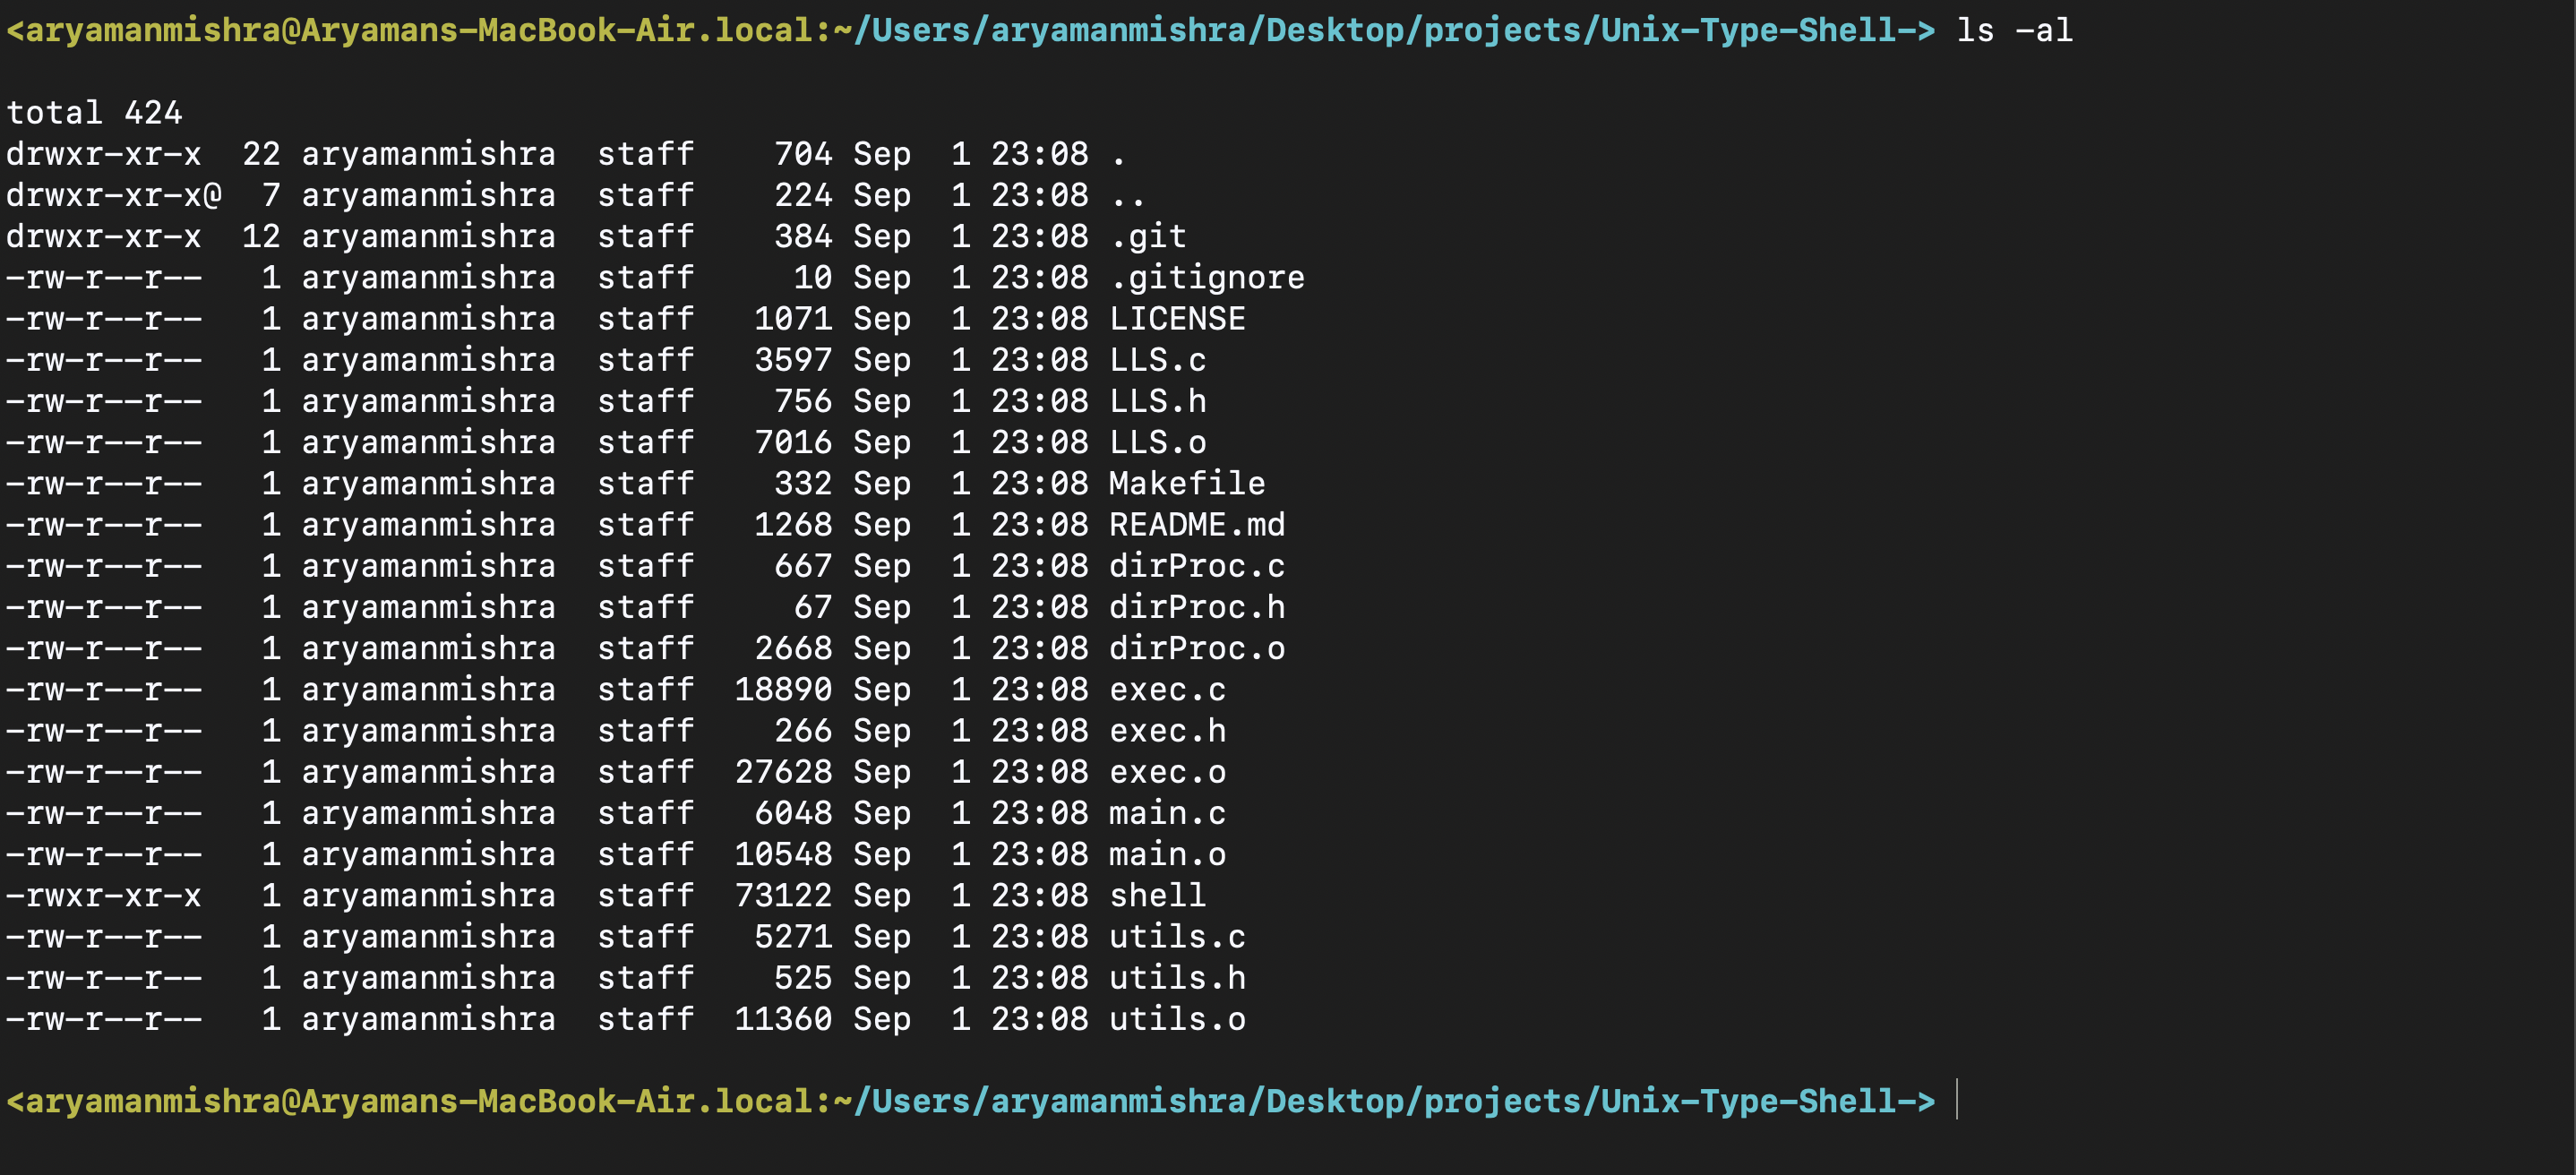 <aryamanmishra@Aryamans-MacBook-Air.local:~/Users/aryamanmishra/Desktop/projects/Unix-Type-Shell-> ls -al
total 424
drwxr-xr-x  22 aryamanmishra  staff    704 Sep  1 23:08 .
drwxr-xr-x@  7 aryamanmishra  staff    224 Sep  1 23:08 ..
drwxr-xr-x  12 aryamanmishra  staff    384 Sep  1 23:08 .git
-rw-r--r--   1 aryamanmishra  staff     10 Sep  1 23:08 .gitignore
-rw-r--r--   1 aryamanmishra  staff   1071 Sep  1 23:08 LICENSE
-rw-r--r--   1 aryamanmishra  staff   3597 Sep  1 23:08 LLS.c
-rw-r--r--   1 aryamanmishra  staff    756 Sep  1 23:08 LLS.h
-rw-r--r--   1 aryamanmishra  staff   7016 Sep  1 23:08 LLS.o
-rw-r--r--   1 aryamanmishra  staff    332 Sep  1 23:08 Makefile
-rw-r--r--   1 aryamanmishra  staff   1268 Sep  1 23:08 README.md
-rw-r--r--   1 aryamanmishra  staff    667 Sep  1 23:08 dirProc.c
-rw-r--r--   1 aryamanmishra  staff     67 Sep  1 23:08 dirProc.h
-rw-r--r--   1 aryamanmishra  staff   2668 Sep  1 23:08 dirProc.o
-rw-r--r--   1 aryamanmishra  staff  18890 Sep  1 23:08 exec.c
-rw-r--r--   1 aryamanmishra  staff    266 Sep  1 23:08 exec.h
-rw-r--r--   1 aryamanmishra  staff  27628 Sep  1 23:08 exec.o
-rw-r--r--   1 aryamanmishra  staff   6048 Sep  1 23:08 main.c
-rw-r--r--   1 aryamanmishra  staff  10548 Sep  1 23:08 main.o
-rwxr-xr-x   1 aryamanmishra  staff  73122 Sep  1 23:08 shell
-rw-r--r--   1 aryamanmishra  staff   5271 Sep  1 23:08 utils.c
-rw-r--r--   1 aryamanmishra  staff    525 Sep  1 23:08 utils.h
-rw-r--r--   1 aryamanmishra  staff  11360 Sep  1 23:08 utils.o
<aryamanmishra@Aryamans-MacBook-Air.local:~/Users/aryamanmishra/Desktop/projects/Unix-Type-Shell->